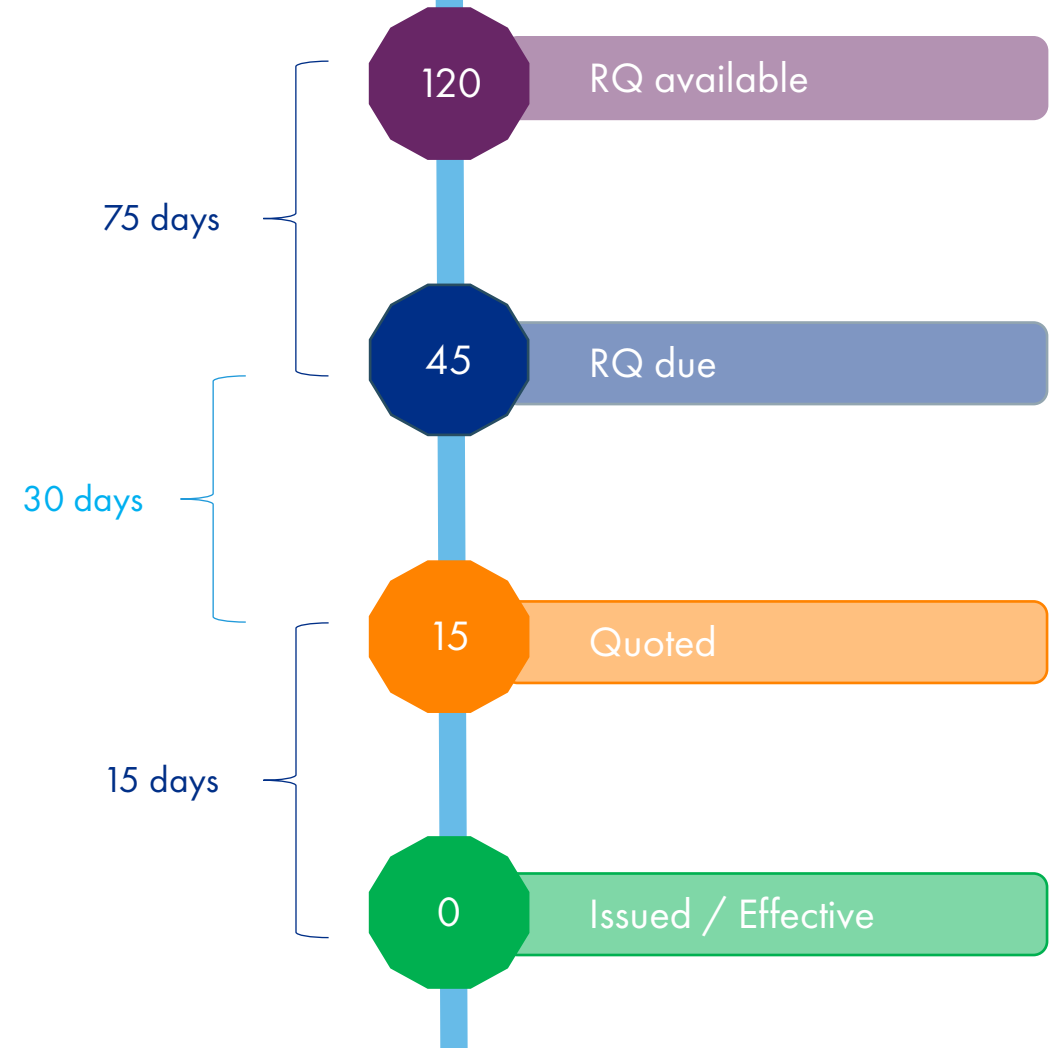 120
RQ available
75 days
45
RQ due
30 days
15
Quoted
15 days
0
Issued / Effective